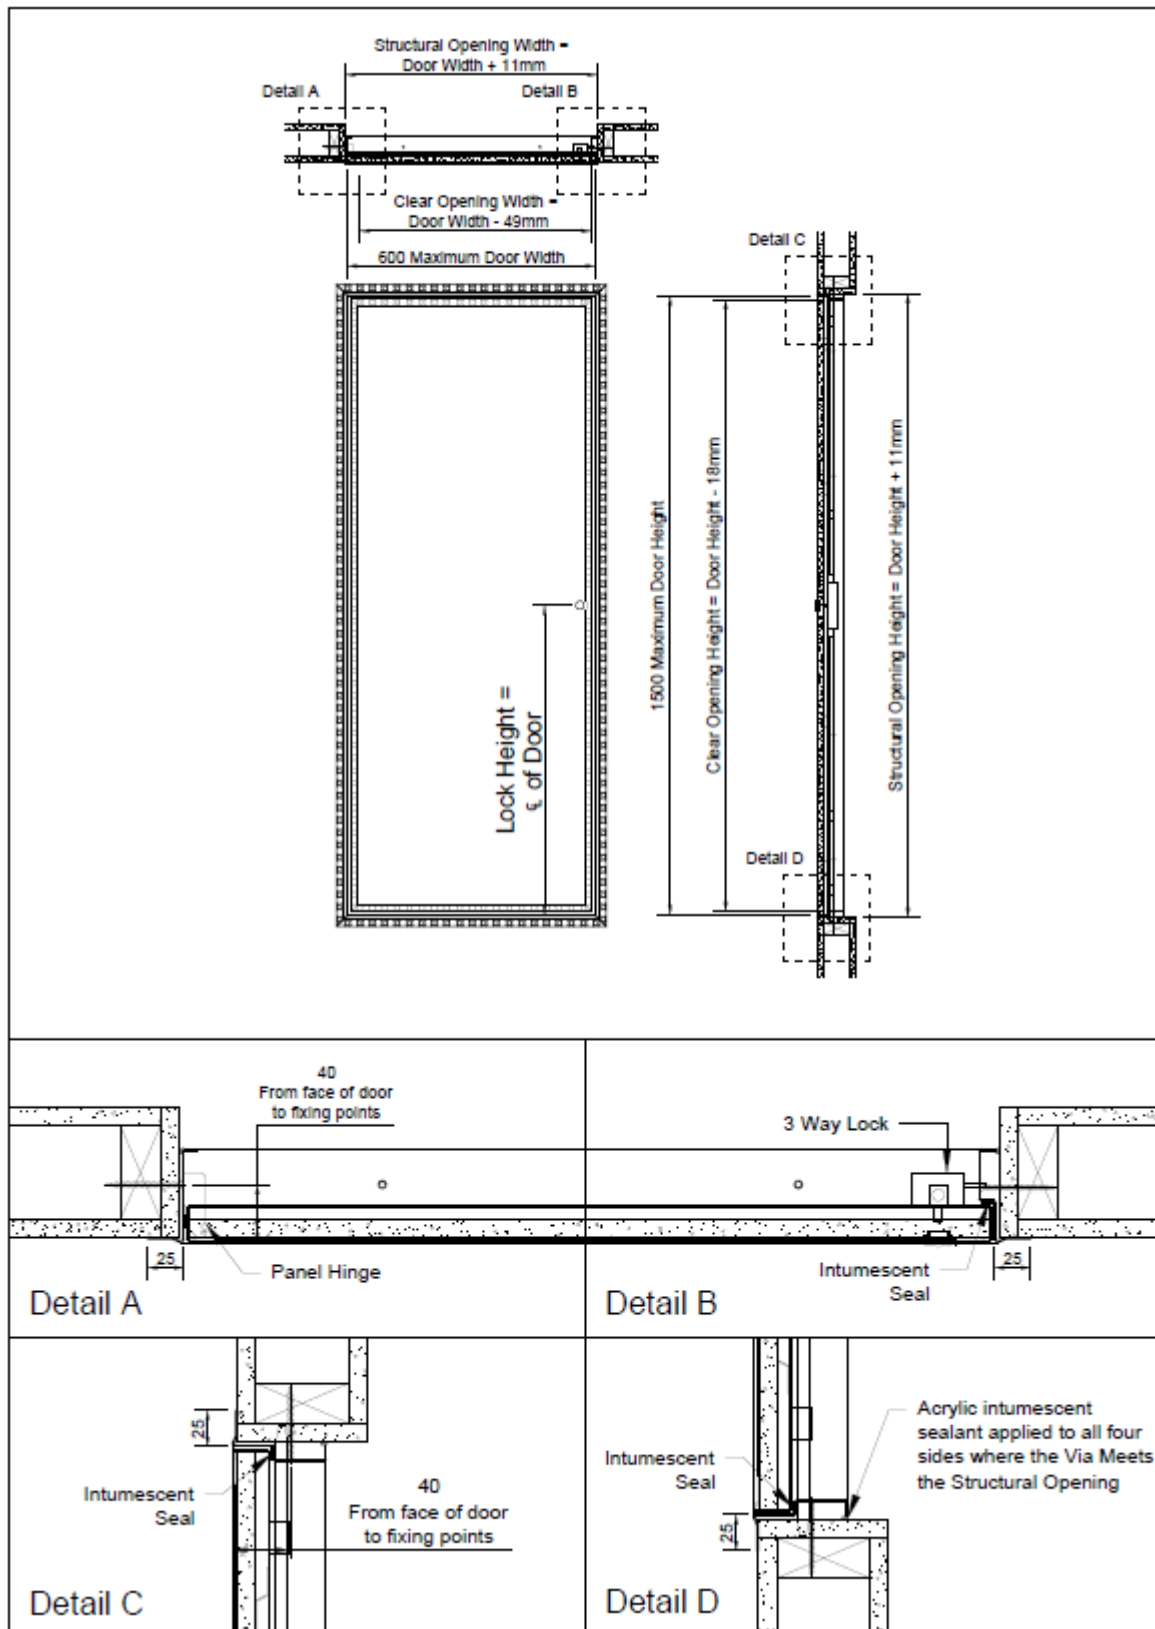 Structural Opening Width =
Door Width + 11mm
Detail A
Detail B
Clear Opening Width =
Door Width - 49mm
600 Maximum Door Width
Detail C
1500 Maximum Door Height
Clear Opening Height = Door Height - 18mm
Structural Opening Height = Door Height + 11mm
Lock Height =
℄ of Door
Detail D
40
From face of door
to fixing points
3 Way Lock
25
Panel Hinge
Intumescent
Seal
25
Detail A
Detail B
25
Intumescent
Seal
40
From face of door
to fixing points
Detail C
Intumescent
Seal
Acrylic intumescent
sealant applied to all four
sides where the Via Meets
the Structural Opening
25
Detail D